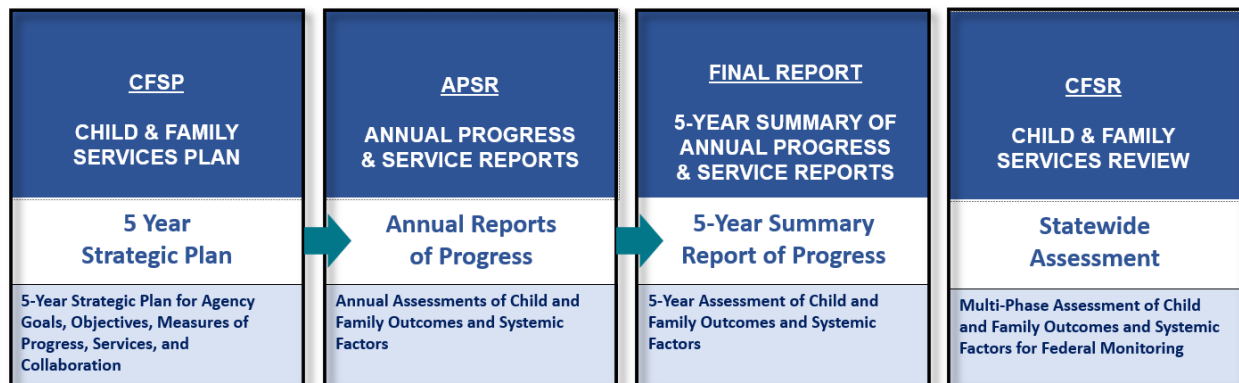 CFSP
CHILD & FAMILY
SERVICES PLAN
5 Year
Strategic Plan
5-Year Strategic Plan for Agency
Goals, Objectives, Measures of
Progress, Services, and
Collaboration
APSR
ANNUAL PROGRESS
& SERVICE REPORTS
Annual Reports
of Progress
Annual Assessments of Child and
Family Outcomes and Systemic
Factors
FINAL REPORT
5-YEAR SUMMARY OF
ANNUAL PROGRESS
& SERVICE REPORTS
5-Year Summary
Report of Progress
5-Year Assessment of Child and
Family Outcomes and Systemic
Factors
CFSR
CHILD & FAMILY
SERVICES REVIEW
Statewide
Assessment
Multi-Phase Assessment of Child
and Family Outcomes and Systemic
Factors for Federal Monitoring